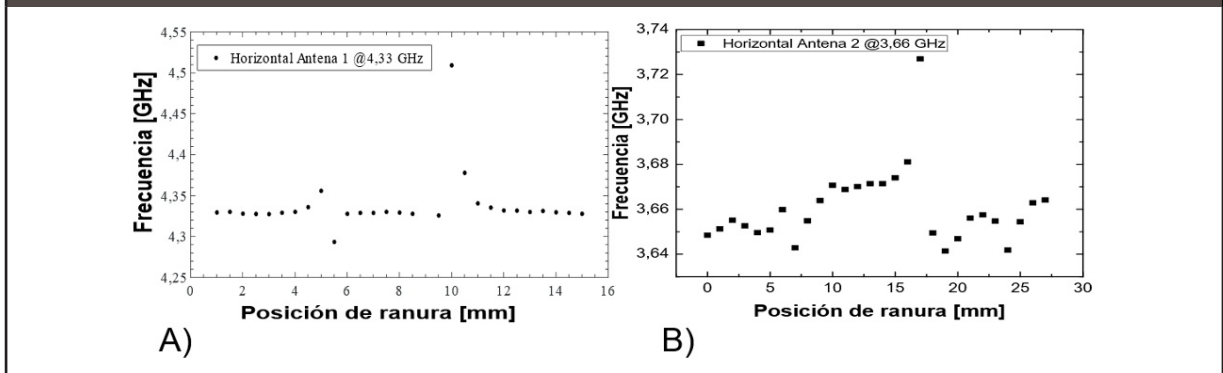 4,55
4,5
4,45
4,4
4,35
4,3
4,25
0 2 4 6 8 10 12 14 16
Frecuencia [GHz]
Horizontal Antena 1 @4,33 GHz
Posición de ranura [mm]
A)
3,74
3,72
3,70
3,68
3,66
3,64
0 5 10 15 20 25 30
Frecuencia [GHz]
Horizontal Antena 2 @3,66 GHz
Posición de ranura [mm]
B)